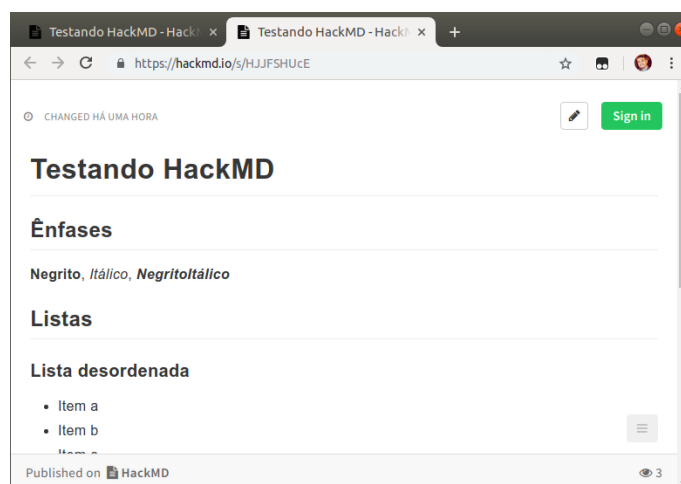 Testando HackMD - Hack
Testando HackMD - Hack
https://hackmd.io/s/HJJFSHUcE
CHANGED HÁ UMA HORA
Sign in
Testando HackMD
Ênfases
Negrito, Itálico, NegritoItálico
Listas
Lista desordenada
Item a
Item b
Published on HackMD
3